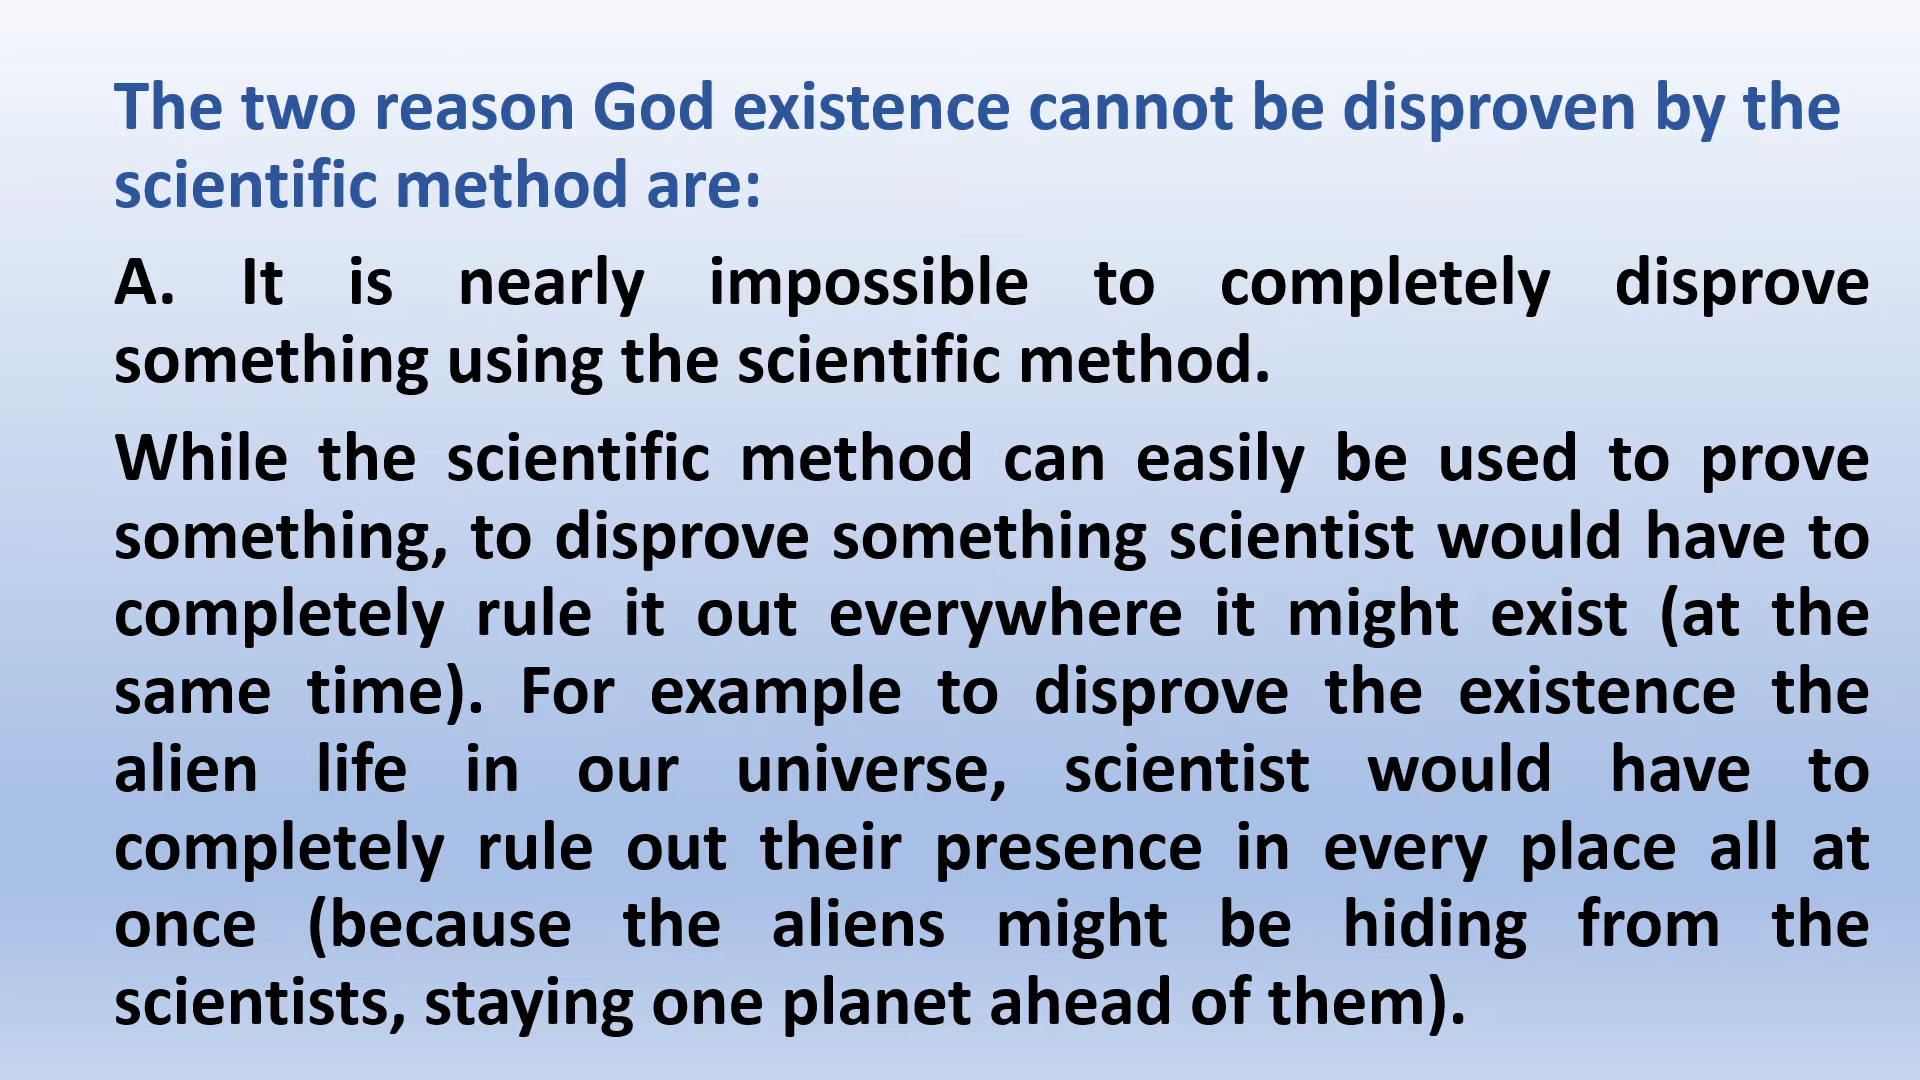 The two reason God existence cannot be disproven by the
scientific method are:
A. It is nearly impossible to completely disprove
something using the scientific method.
While the scientific method can easily be used to prove
something, to disprove something scientist would have to
completely rule it out everywhere it might exist (at the
same time). For example to disprove the existence the
alien life in our universe, scientist would have to
completely rule out their presence in every place all at
once (because the aliens might be hiding from the
scientists, staying one planet ahead of them).